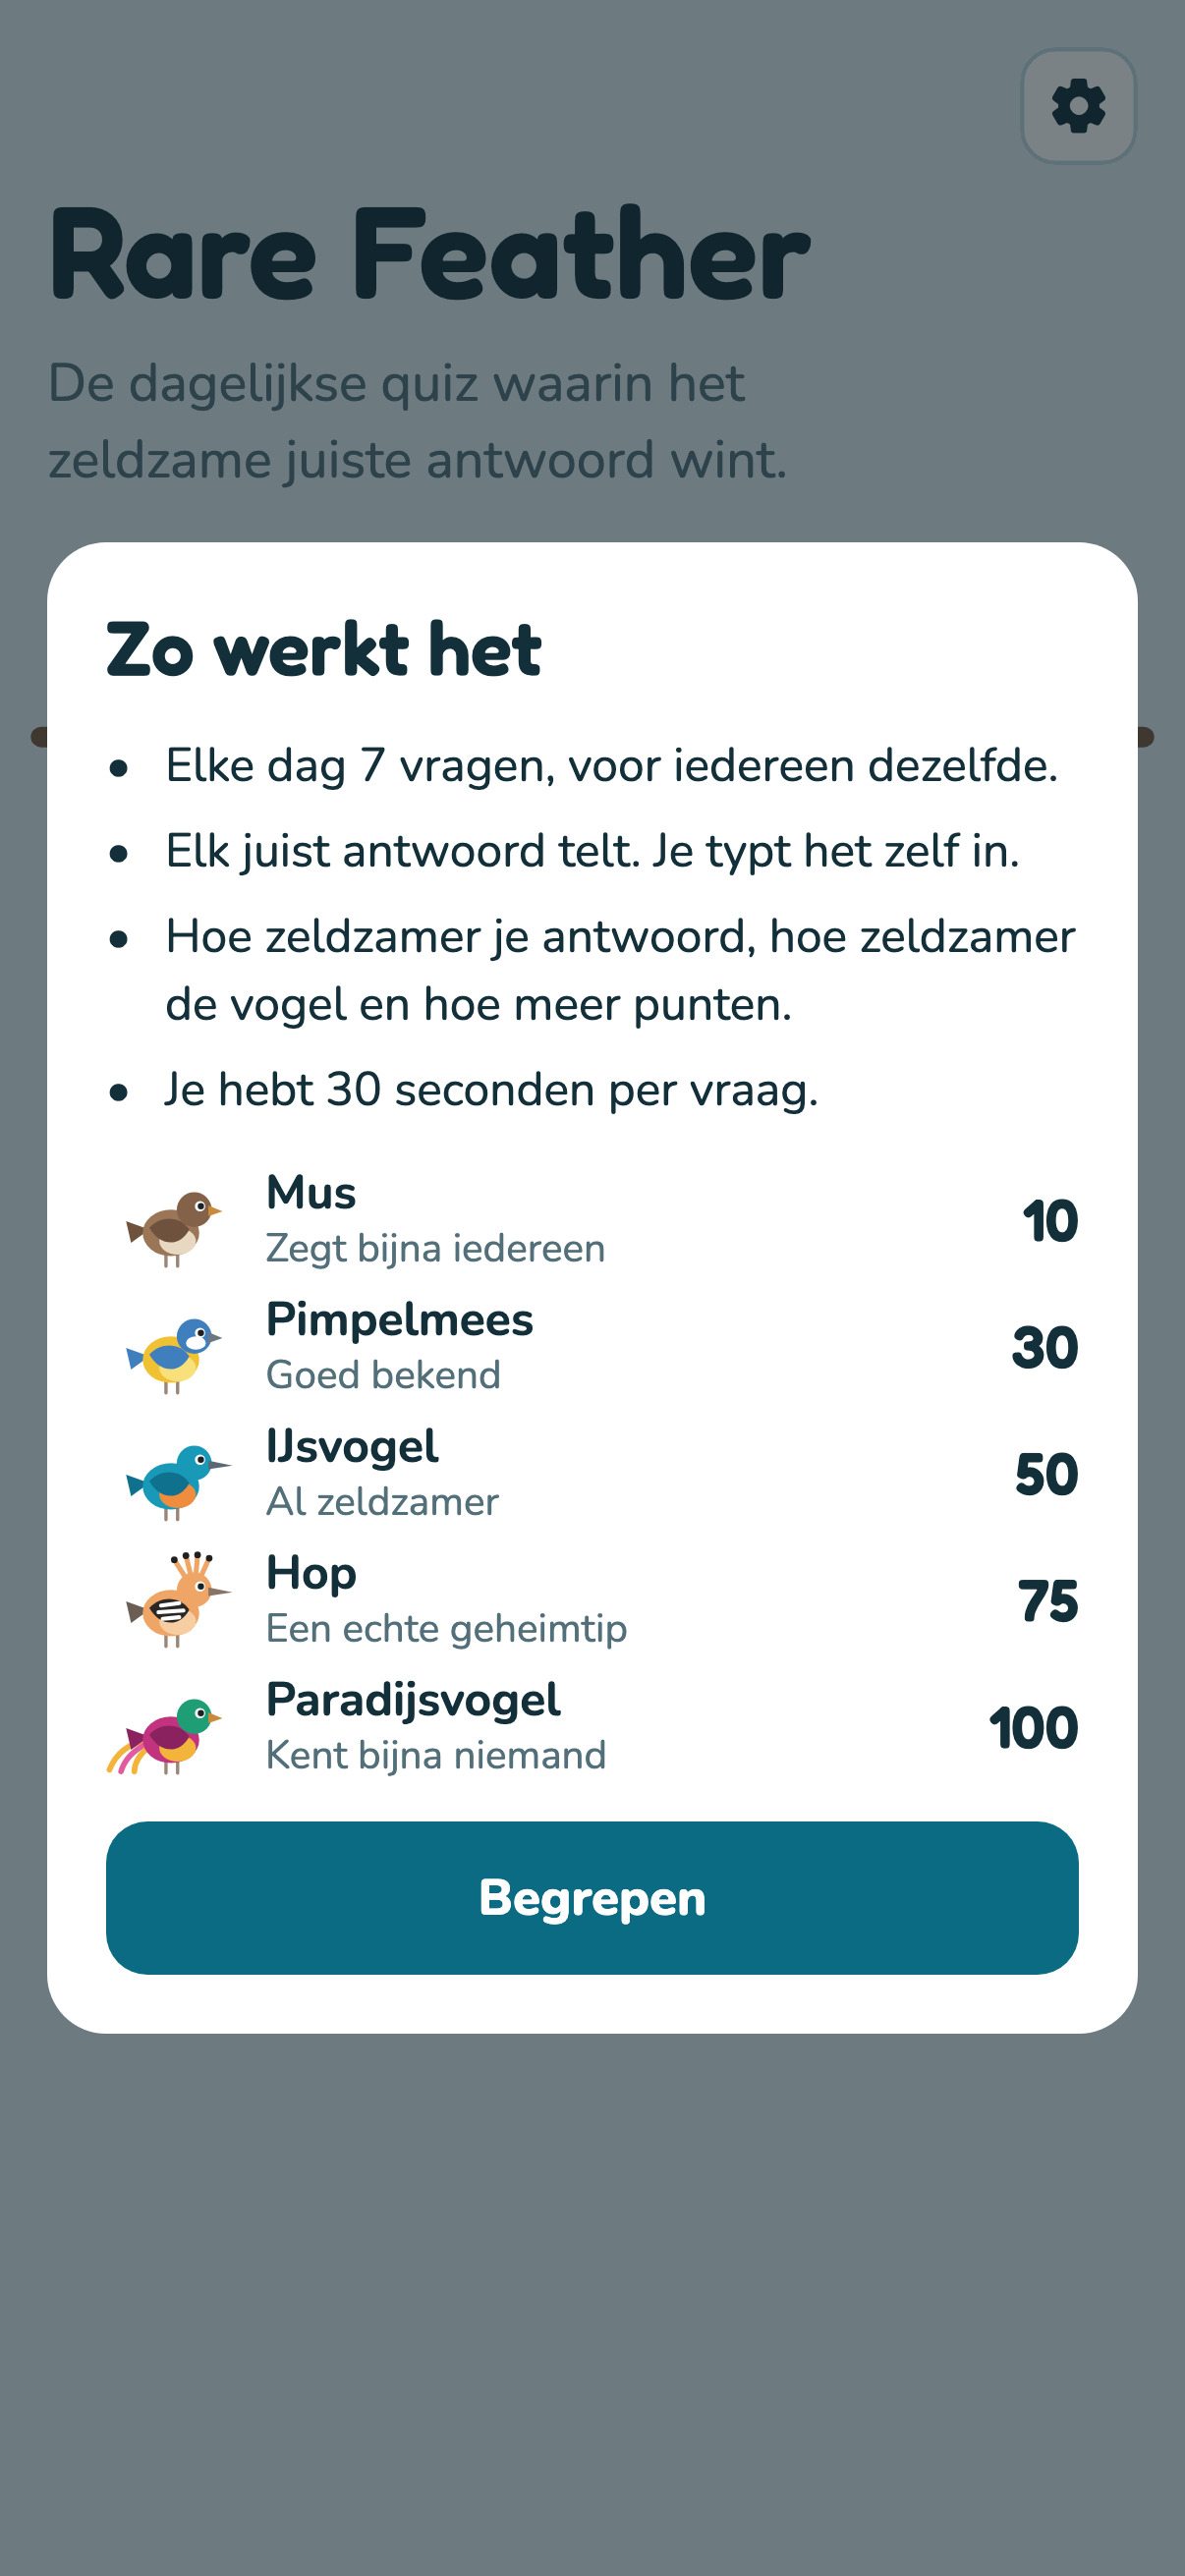 Rare Feather
De dagelijkse quiz waarin het
zeldzame juiste antwoord wint.
Zo werkt het
• Elke dag 7 vragen, voor iedereen dezelfde.
• Elk juist antwoord telt. Je typt het zelf in.
• Hoe zeldzamer je antwoord, hoe zeldzamer
de vogel en hoe meer punten.
• Je hebt 30 seconden per vraag.
Mus
Zegt bijna iedereen
10
Pimpelmees
Goed bekend
30
IJsvogel
Al zeldzamer
50
Hop
Een echte geheimtip
75
Paradijsvogel
Kent bijna niemand
100
Begrepen